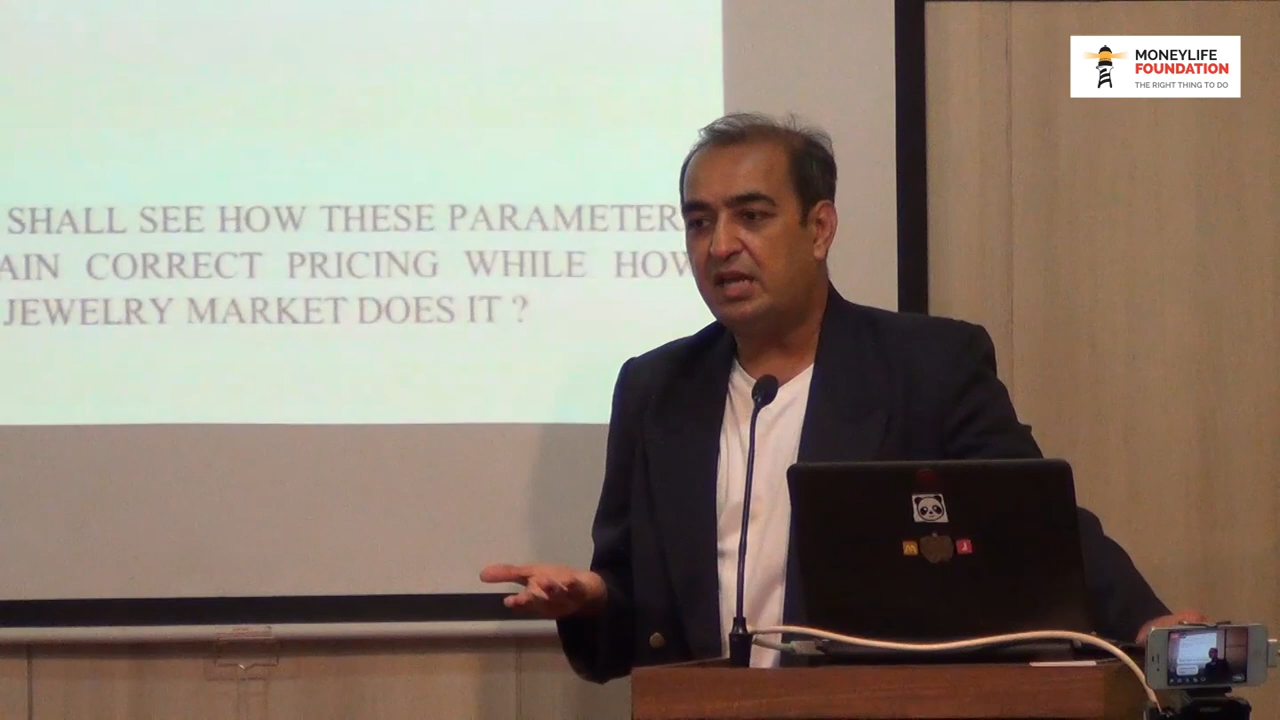 MONEYLIFE
FOUNDATION
THE RIGHT THING TO DO
SHALL SEE HOW THESE PARAMETER
AIN CORRECT PRICING WHILE HOW
JEWELRY MARKET DOES IT ?